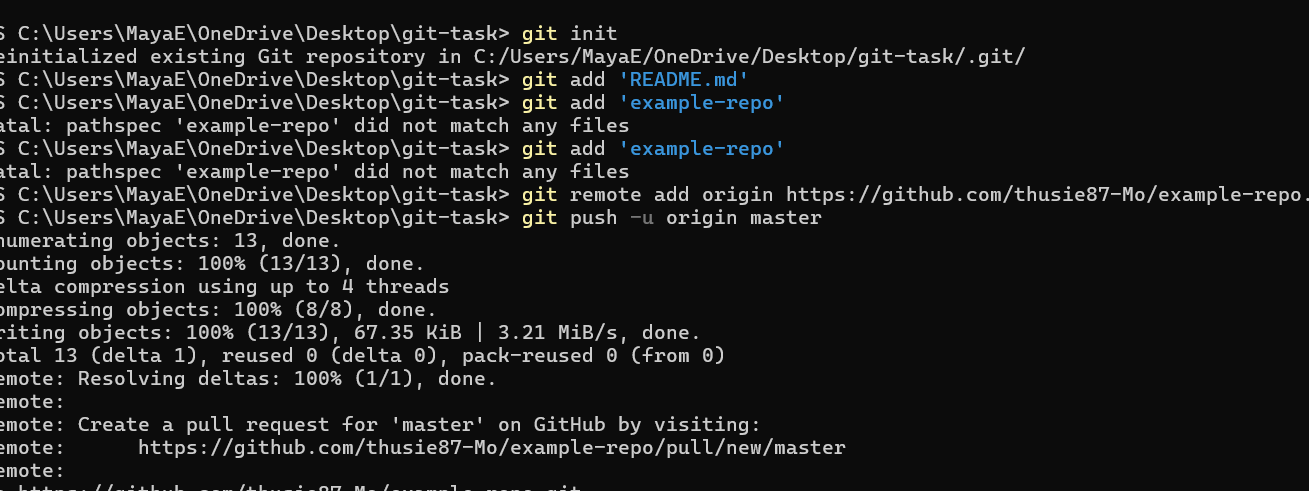 S C:\Users\MayaE\OneDrive\Desktop\git-task> git init
einitialized existing Git repository in C:/Users/MayaE/OneDrive/Desktop/git-task/.git/
S C:\Users\MayaE\OneDrive\Desktop\git-task> git add 'README.md'
S C:\Users\MayaE\OneDrive\Desktop\git-task> git add 'example-repo'
atal: pathspec 'example-repo' did not match any files
S C:\Users\MayaE\OneDrive\Desktop\git-task> git add 'example-repo'
atal: pathspec 'example-repo' did not match any files
S C:\Users\MayaE\OneDrive\Desktop\git-task> git remote add origin https://github.com/thusie87-Mo/example-repo.
S C:\Users\MayaE\OneDrive\Desktop\git-task> git push -u origin master
numerating objects: 13, done.
ounting objects: 100% (13/13), done.
elta compression using up to 4 threads
ompressing objects: 100% (8/8), done.
riting objects: 100% (13/13), 67.35 KiB | 3.21 MiB/s, done.
otal 13 (delta 1), reused 0 (delta 0), pack-reused 0 (from 0)
emote: Resolving deltas: 100% (1/1), done.
emote:
emote: Create a pull request for 'master' on GitHub by visiting:
emote:      https://github.com/thusie87-Mo/example-repo/pull/new/master
emote:
https://github.com/thusie87-Mo/example-repo.git